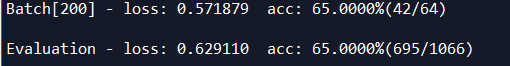 Batch[200] - loss: 0.571879 acc: 65.0000%(42/64)
Evaluation - loss: 0.629110 acc: 65.0000%(695/1066)